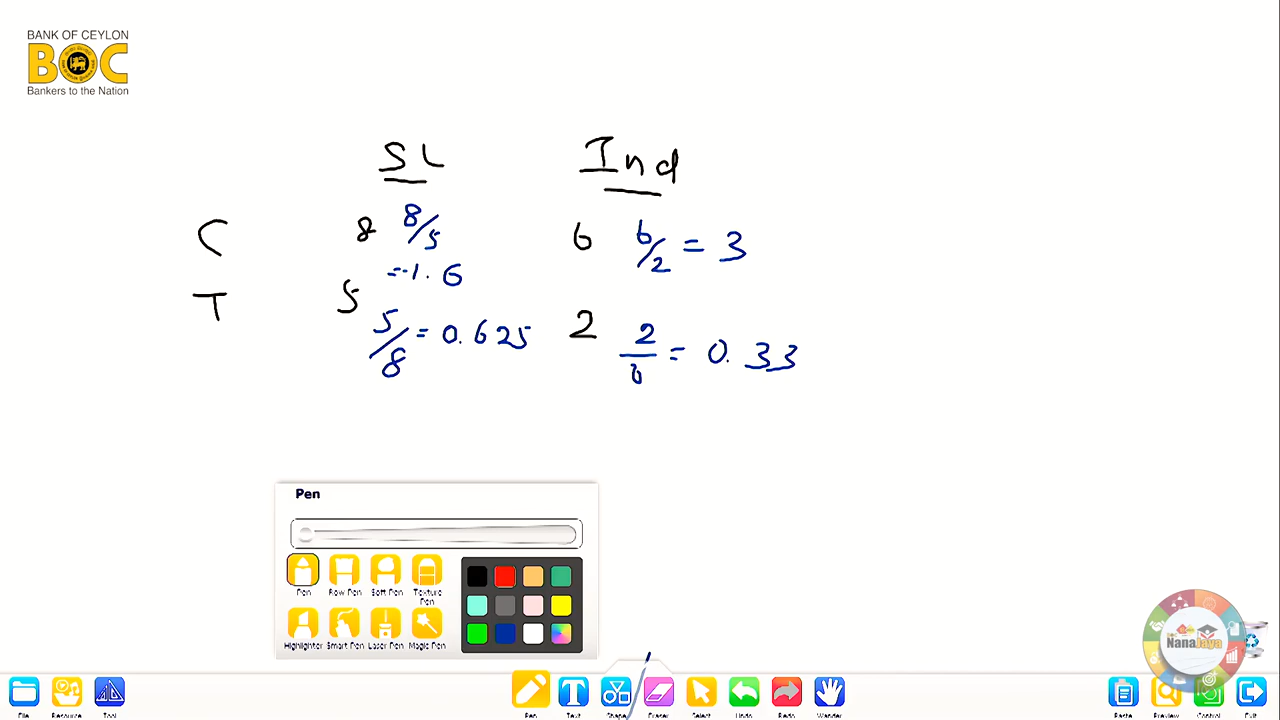 BANK OF CEYLON
BOC
Bankers to the Nation
SL Ind
C 8 8/5 6 6/2 = 3
= 1.6
T 5 2
5/8 = 0.625 2/6 = 0.33
Pen
Pen Row Pen Soft Pen Texture Pen
Highlighter Smart Pen Laser Pen Magic Pen
NanaJaya
File Resource Tool Pen Text Shape Eraser Select Undo Redo Wander Paste Preview Control Exit